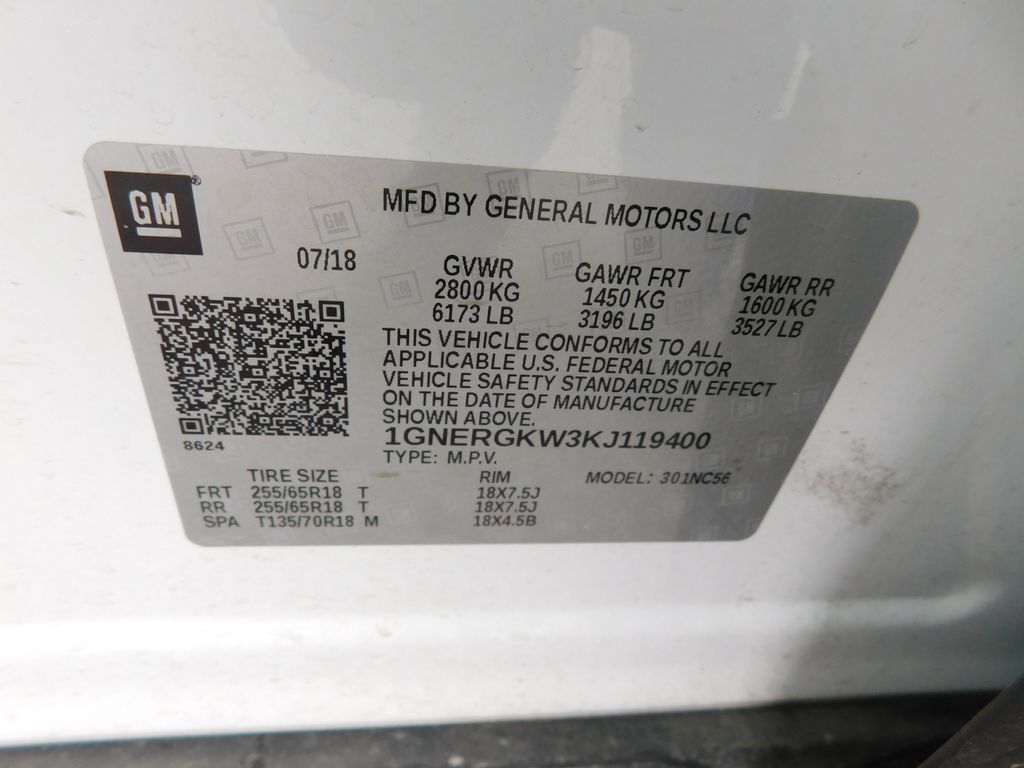 GM
MFD BY GENERAL MOTORS LLC
07/18
GVWR GAWR FRT GAWR RR
2800 KG 1450 KG 1600 KG
6173 LB 3196 LB 3527 LB
THIS VEHICLE CONFORMS TO ALL
APPLICABLE U.S. FEDERAL MOTOR
VEHICLE SAFETY STANDARDS IN EFFECT
ON THE DATE OF MANUFACTURE
SHOWN ABOVE.
8624
1GNERGKW3KJ119400
TYPE: M.P.V.
TIRE SIZE RIM MODEL: 301NC56
FRT 255/65R18 T 18X7.5J
RR 255/65R18 T 18X7.5J
SPA T135/70R18 M 18X4.5B